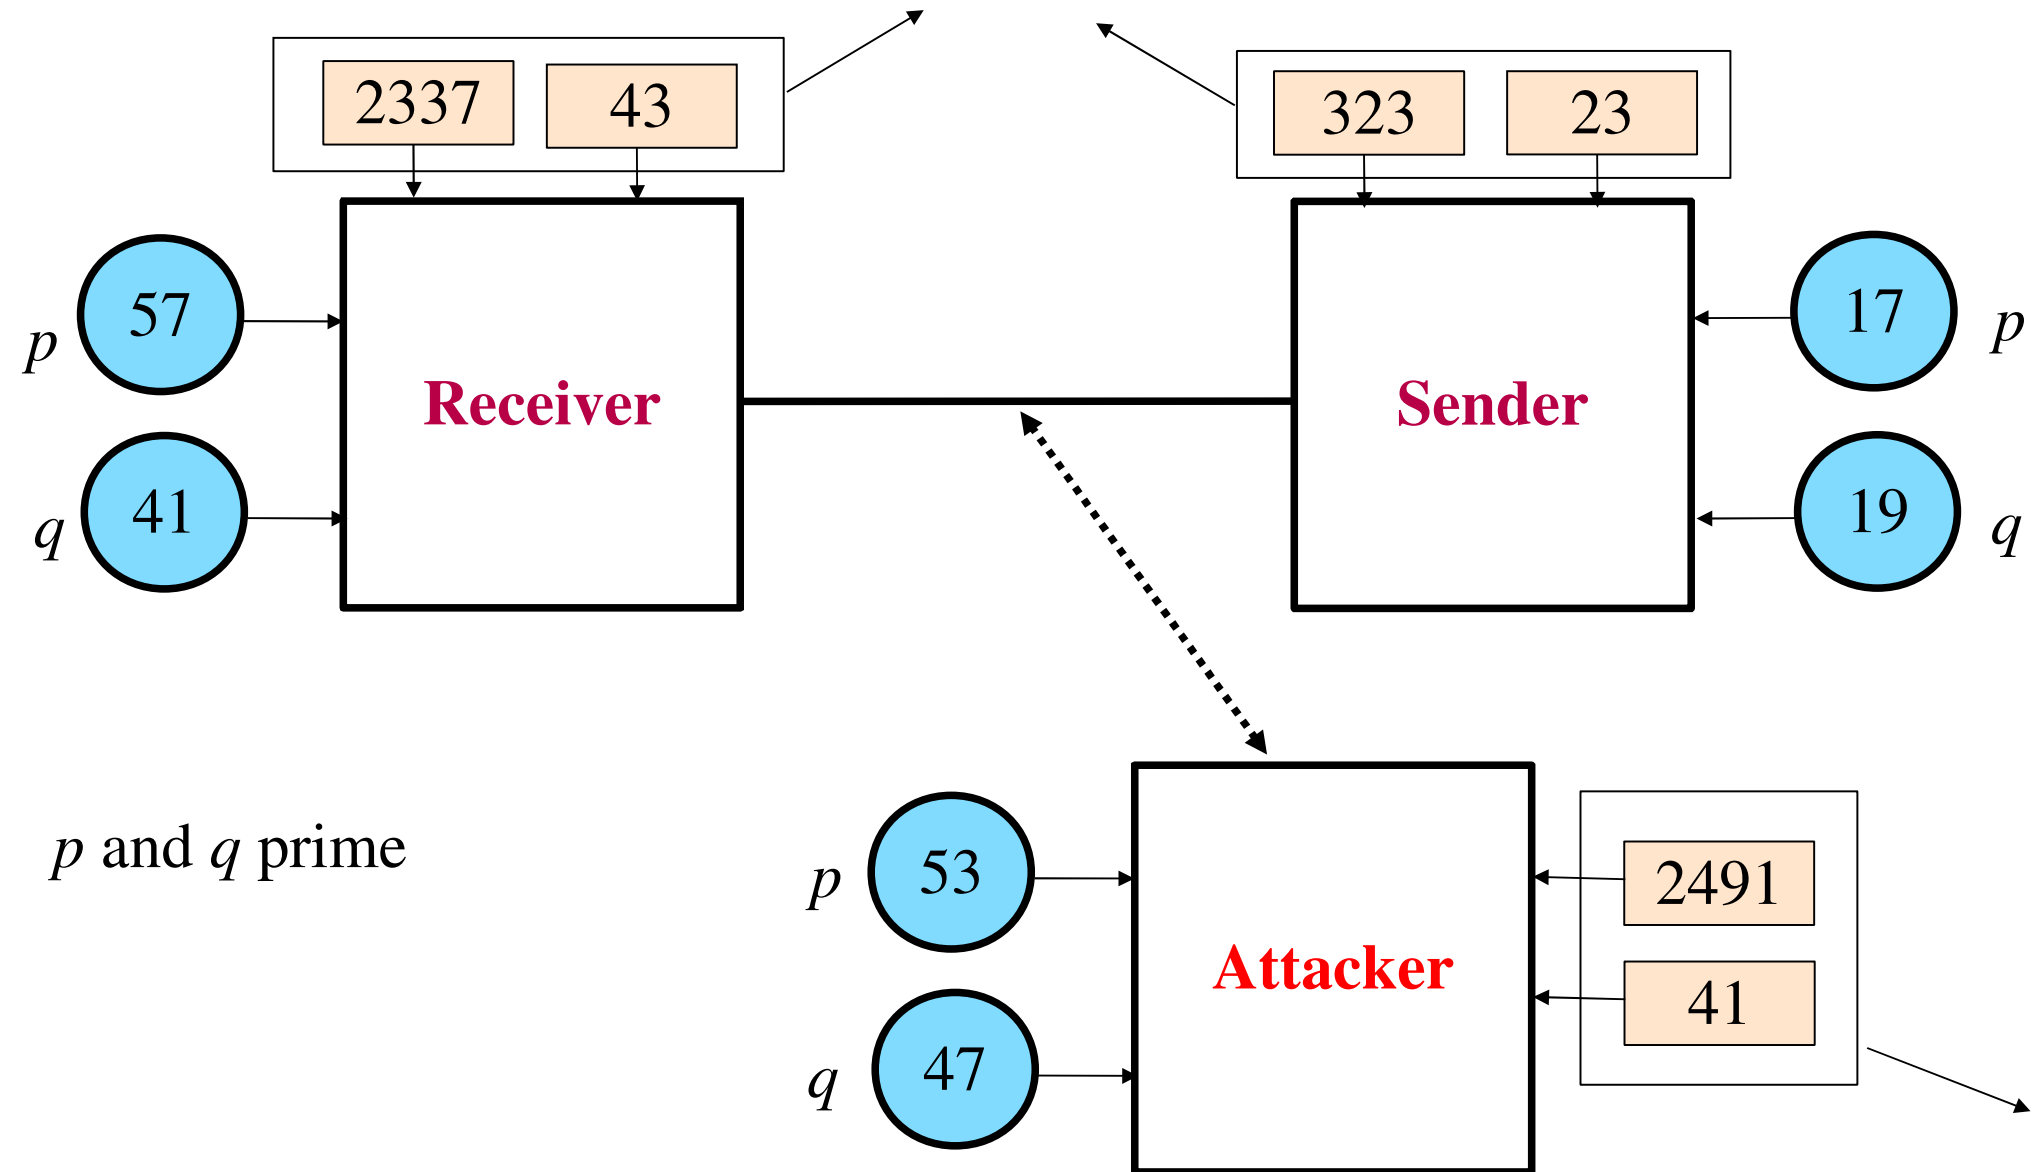 2337 43
323 23
57
p
41
q
Receiver
Sender
17
p
19
q
p and q prime
53
p
47
q
Attacker
2491
41